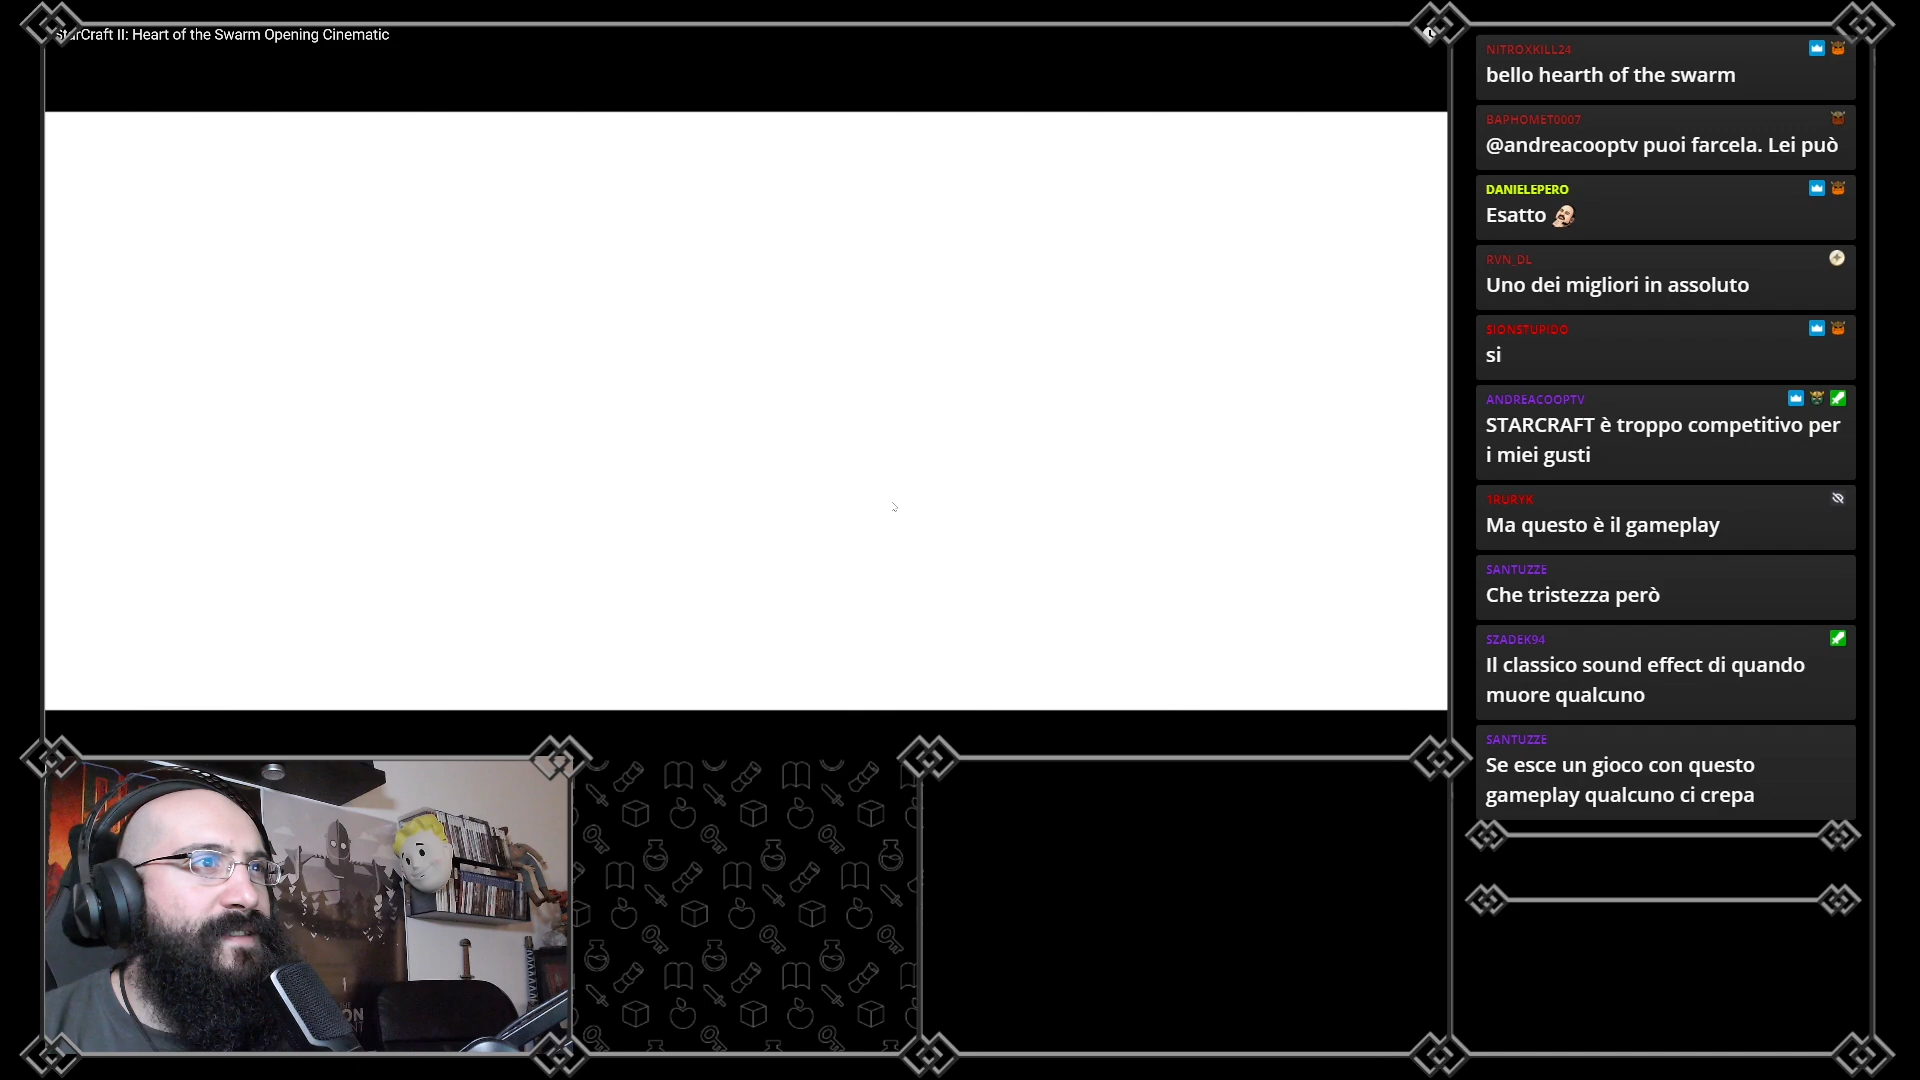 StarCraft II: Heart of the Swarm Opening Cinematic
NITROXKILL24
bello hearth of the swarm
BAPHOMET0007
@andreacooptv puoi farcela. Lei può
DANIELEPERO
Esatto
RVN_DL
Uno dei migliori in assoluto
SIONSTUPIDO
si
ANDREACOOPTV
STARCRAFT è troppo competitivo per
i miei gusti
1RURYK
Ma questo è il gameplay
SANTUZZE
Che tristezza però
SZADEK94
Il classico sound effect di quando
muore qualcuno
SANTUZZE
Se esce un gioco con questo
gameplay qualcuno ci crepa